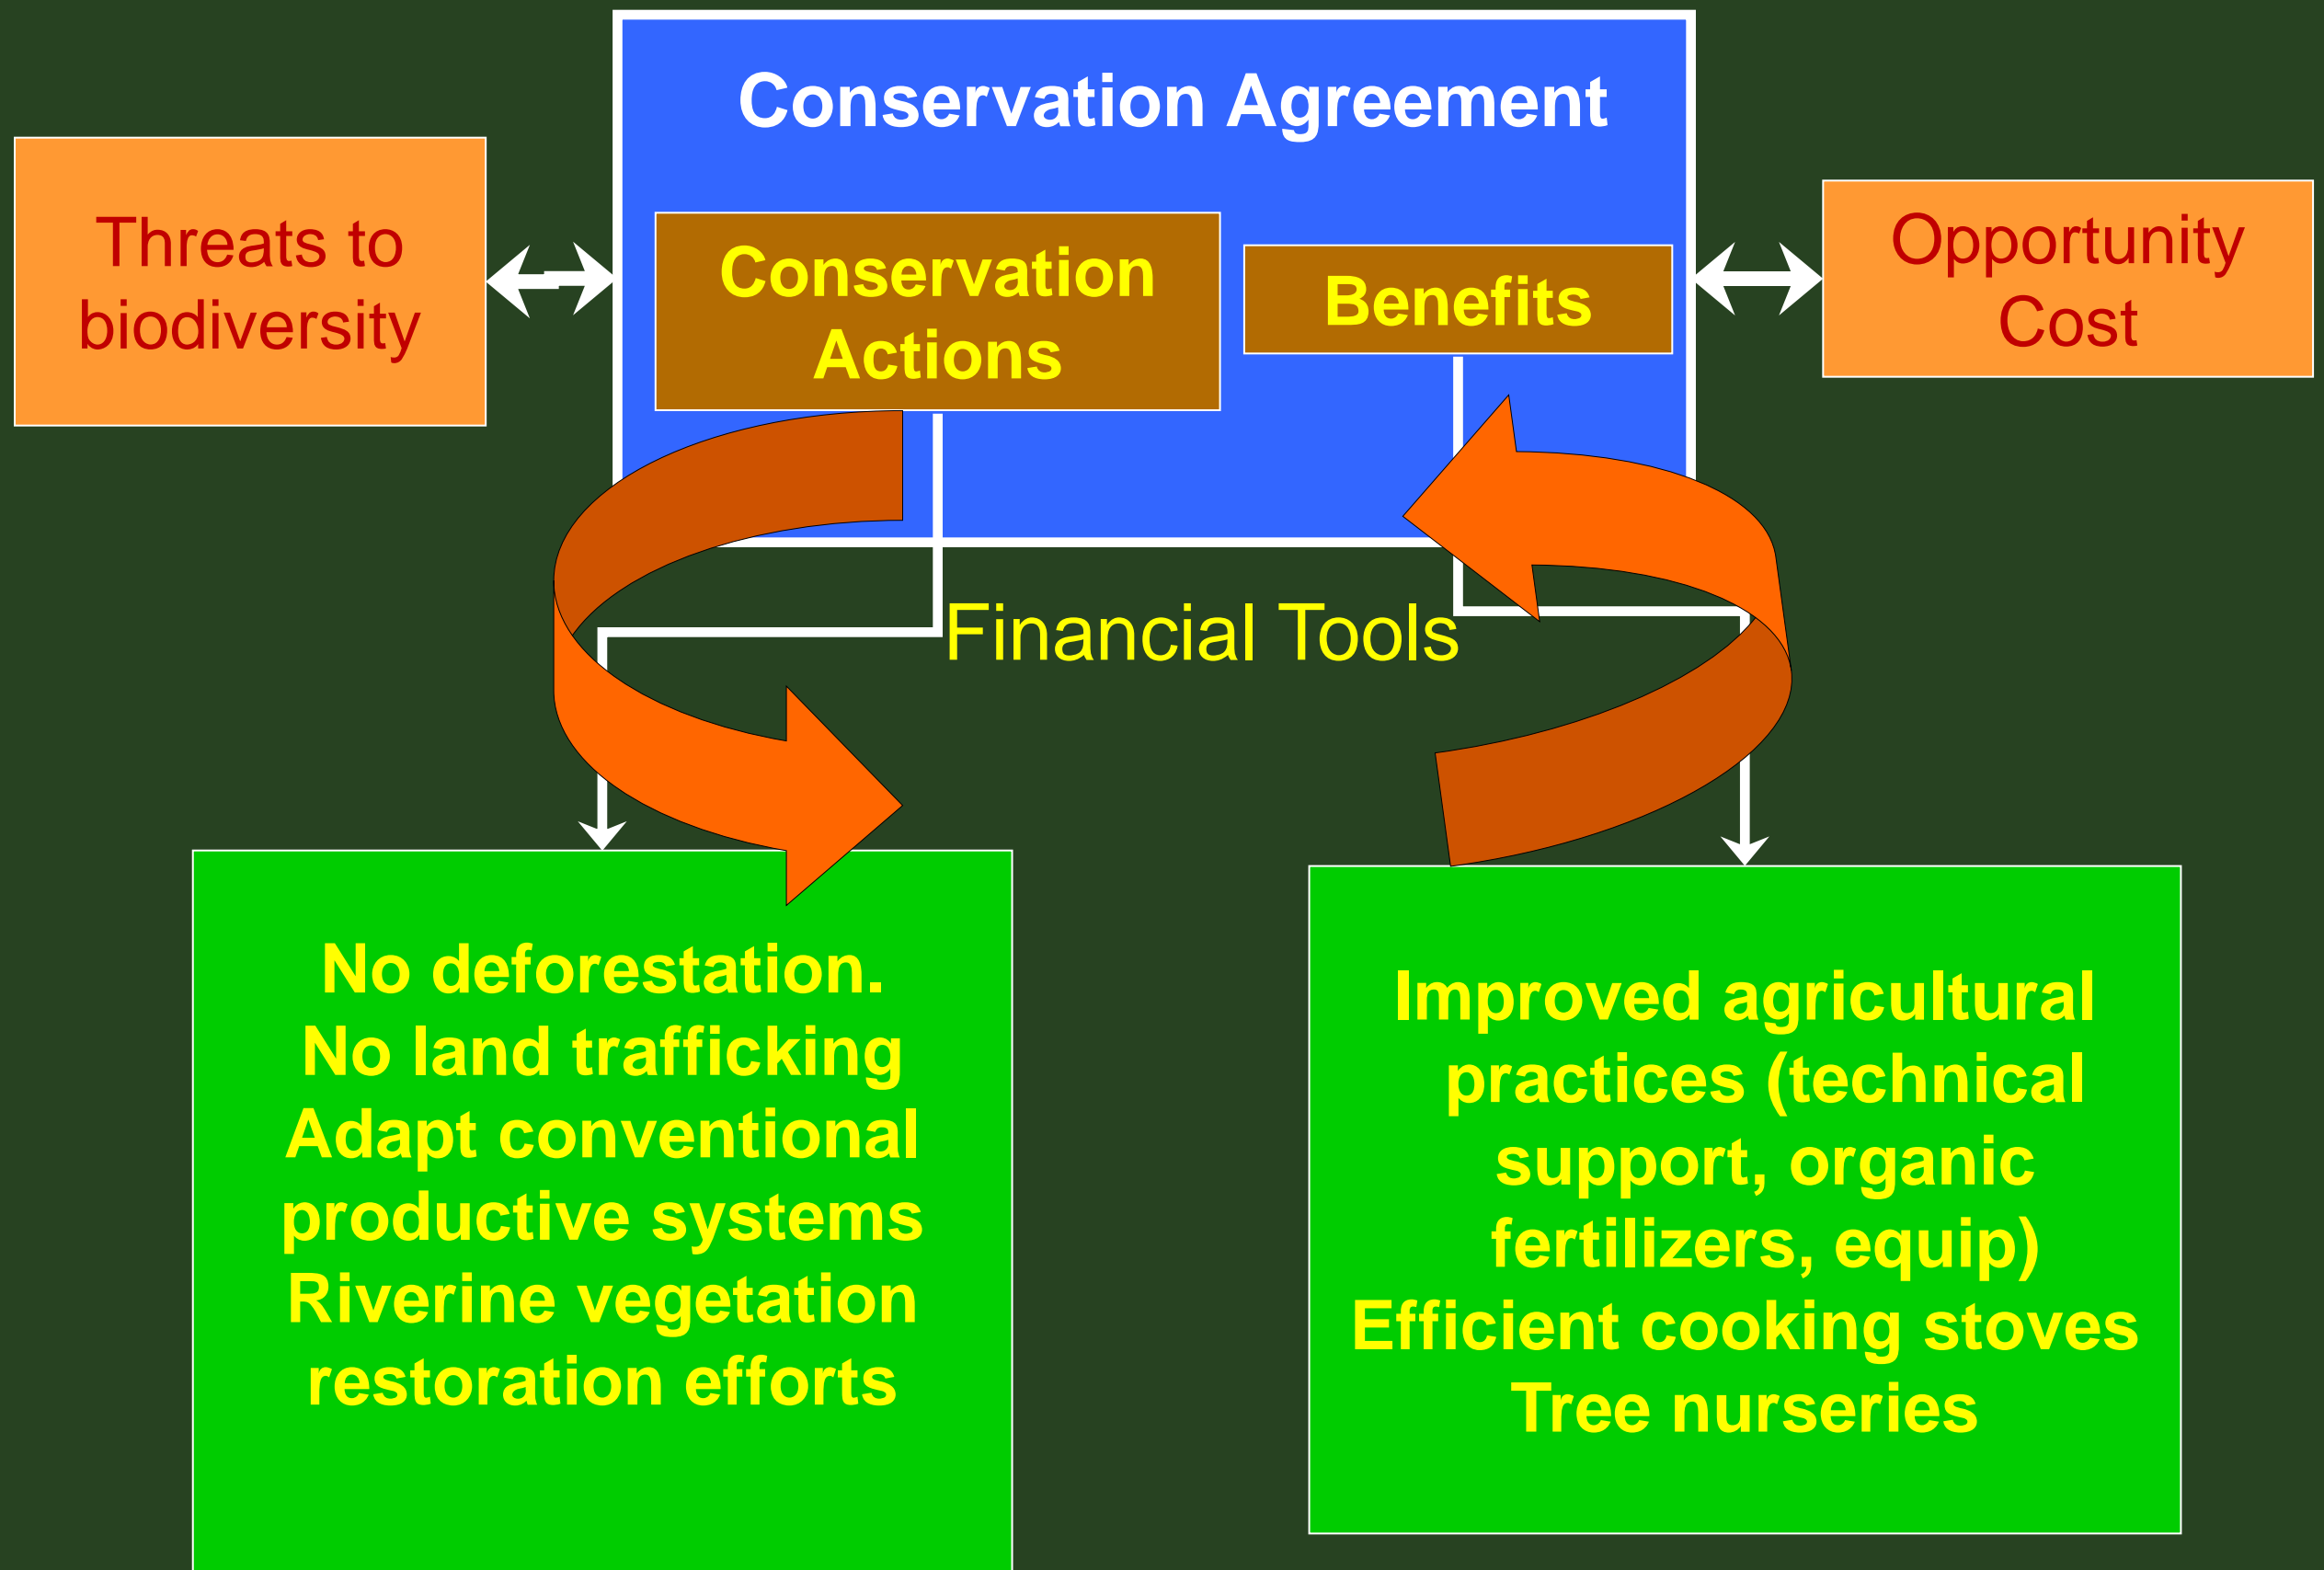 Conservation Agreement
Threats to
biodiversity
Conservation
Actions
Benefits
Opportunity
Cost
Financial Tools
No deforestation.
No land trafficking
Adapt conventional
productive systems
Riverine vegetation
restoration efforts
Improved agricultural
practices (technical
support, organic
fertilizers, equip)
Efficient cooking stoves
Tree nurseries